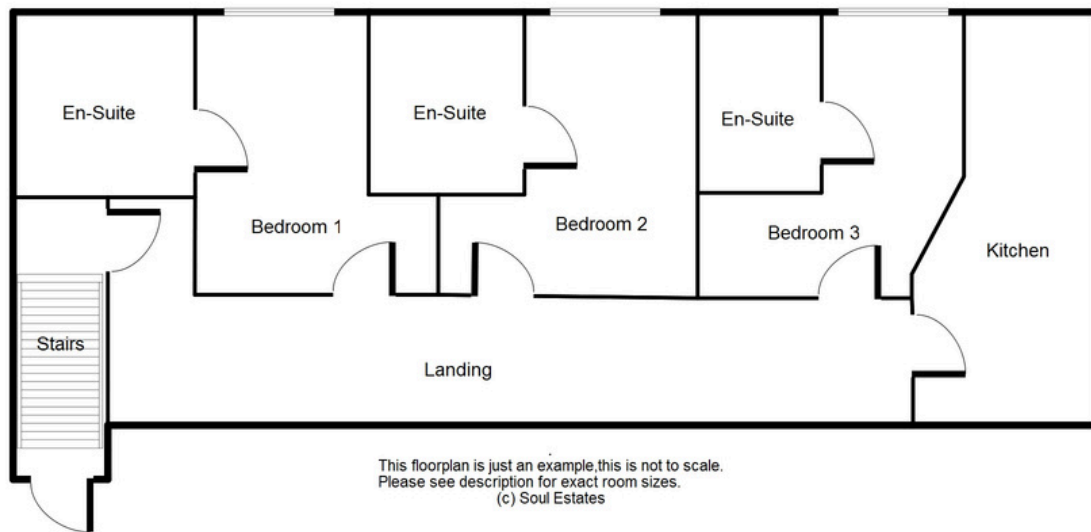 En-Suite
En-Suite
En-Suite
Bedroom 1
Bedroom 2
Bedroom 3
Kitchen
Stairs
Landing
This floorplan is just an example,this is not to scale.
Please see description for exact room sizes.
(c) Soul Estates